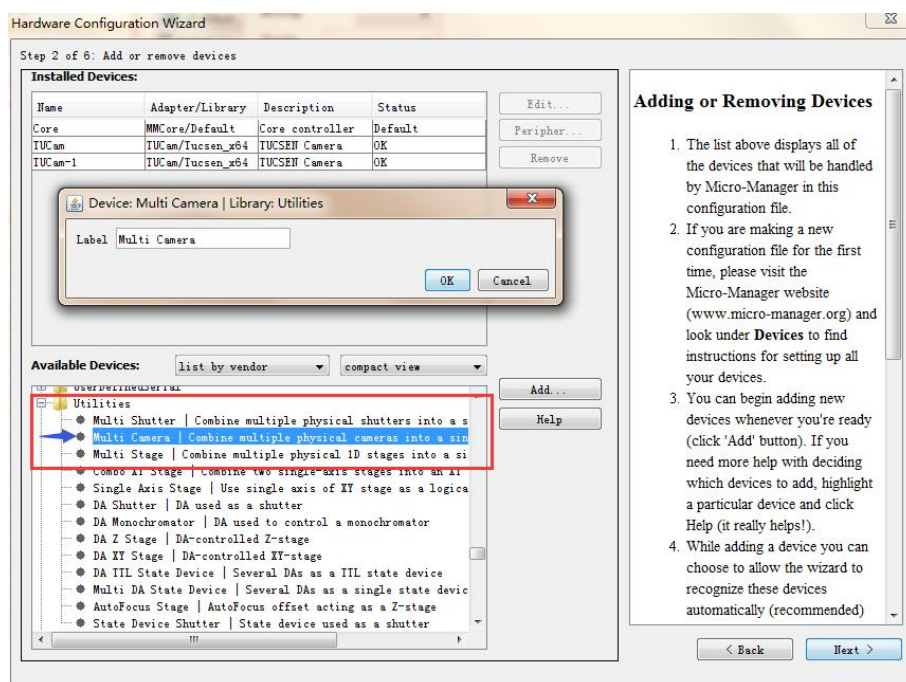 Hardware Configuration Wizard
Step 2 of 6: Add or remove devices
Installed Devices:
Name Adapter/Library Description Status
Core MMCore/Default Core controller Default
TUCam TUCam/Tucsen_x64 TUCSEN Camera OK
TUCam-1 TUCam/Tucsen_x64 TUCSEN Camera OK
Edit...
Peripher...
Remove
Device: Multi Camera | Library: Utilities
Label Multi Camera
OK Cancel
Available Devices: list by vendor compact view
UserDefinedSerial
Utilities
Multi Shutter | Combine multiple physical shutters into a s
Multi Camera | Combine multiple physical cameras into a sin
Multi Stage | Combine multiple physical 1D stages into a si
Combo XY Stage | Combine two single-axis stages into an XY
Single Axis Stage | Use single axis of XY stage as a logica
DA Shutter | DA used as a shutter
DA Monochromator | DA used to control a monochromator
DA Z Stage | DA-controlled Z-stage
DA XY Stage | DA-controlled XY-stage
DA TTL State Device | Several DAs as a TTL state device
Multi DA State Device | Several DAs as a single state devic
AutoFocus Stage | AutoFocus offset acting as a Z-stage
State Device Shutter | State device used as a shutter
Add...
Help
Adding or Removing Devices
1. The list above displays all of
the devices that will be handled
by Micro-Manager in this
configuration file.
2. If you are making a new
configuration file for the first
time, please visit the
Micro-Manager website
(www.micro-manager.org) and
look under Devices to find
instructions for setting up all
your devices.
3. You can begin adding new
devices whenever you're ready
(click 'Add' button). If you
need more help with deciding
which devices to add, highlight
a particular device and click
Help (it really helps!).
4. While adding a device you can
choose to allow the wizard to
recognize these devices
automatically (recommended)
< Back Next >